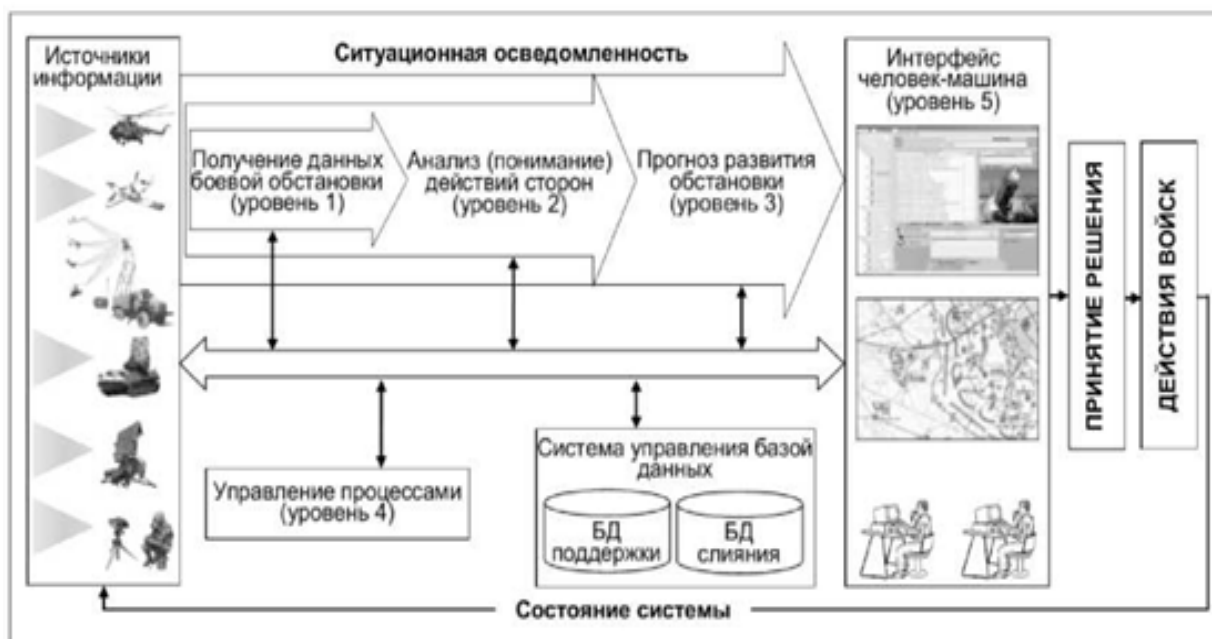 Источники
информации
Ситуационная осведомленность
Получение данных
боевой обстановки
(уровень 1)
Анализ (понимание)
действий сторон
(уровень 2)
Прогноз развития
обстановки
(уровень 3)
Интерфейс
человек-машина
(уровень 5)
ПРИНЯТИЕ РЕШЕНИЯ
ДЕЙСТВИЯ ВОЙСК
Управление процессами
(уровень 4)
Система управления базой
данных
БД
поддержки
БД
слияния
Состояние системы